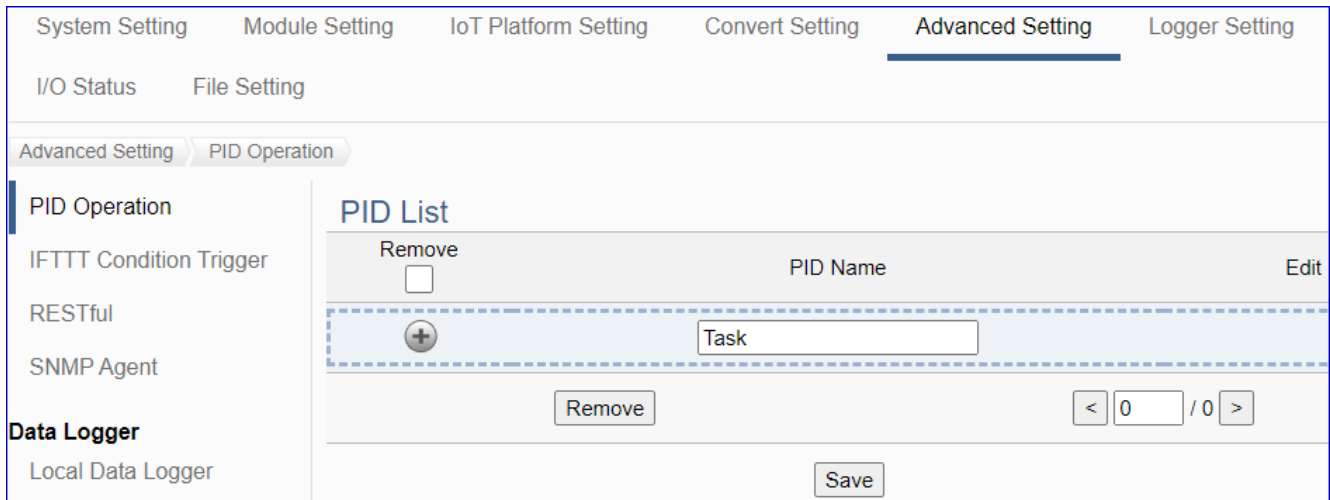 System Setting Module Setting IoT Platform Setting Convert Setting Advanced Setting Logger Setting
I/O Status File Setting
Advanced Setting PID Operation
PID Operation
IFTTT Condition Trigger
RESTful
SNMP Agent
Data Logger
Local Data Logger
PID List
Remove PID Name Edit
Task
Remove < 0 / 0 >
Save